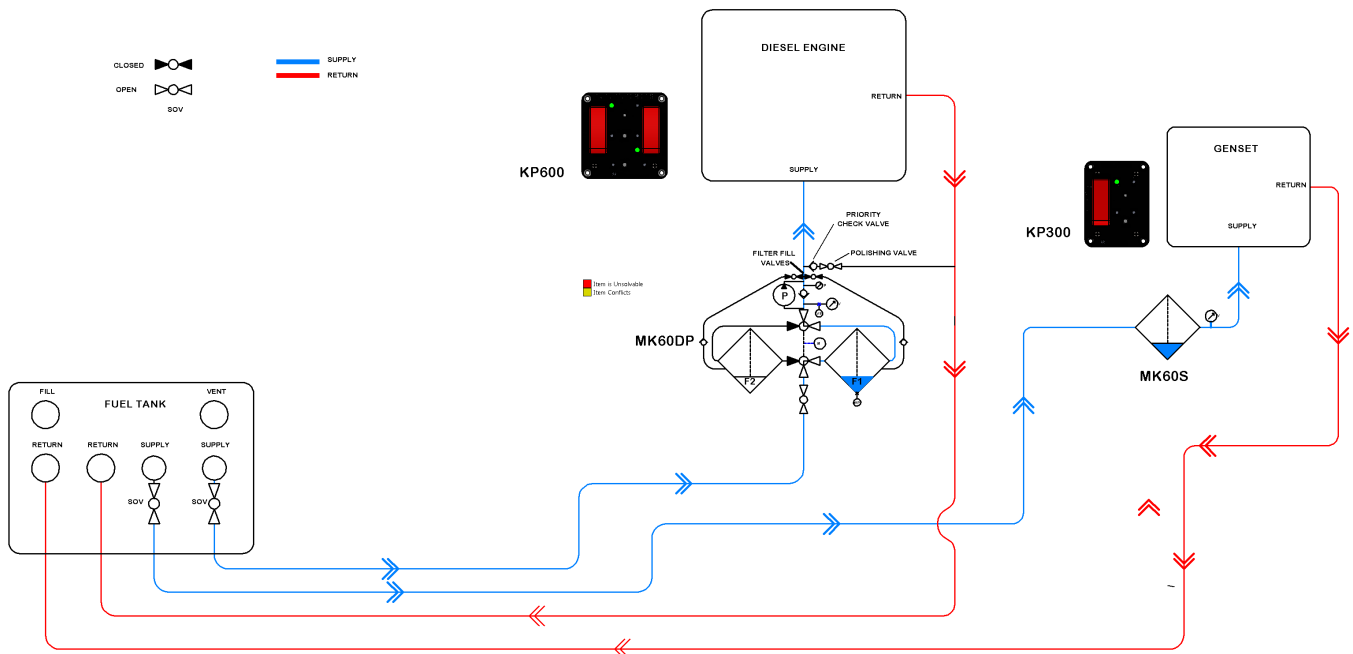 CLOSED
OPEN
SOV
SUPPLY
RETURN
KP600
DIESEL ENGINE
RETURN
SUPPLY
GENSET
RETURN
SUPPLY
KP300
PRIORITY
CHECK VALVE
FILTER FILL
VALVES
POLISHING VALVE
Item is Unsolvable
Item Conflicts
P
MK60DP
F2
F1
MK60S
FILL
FUEL TANK
VENT
RETURN
RETURN
SUPPLY
SUPPLY
SOV
SOV